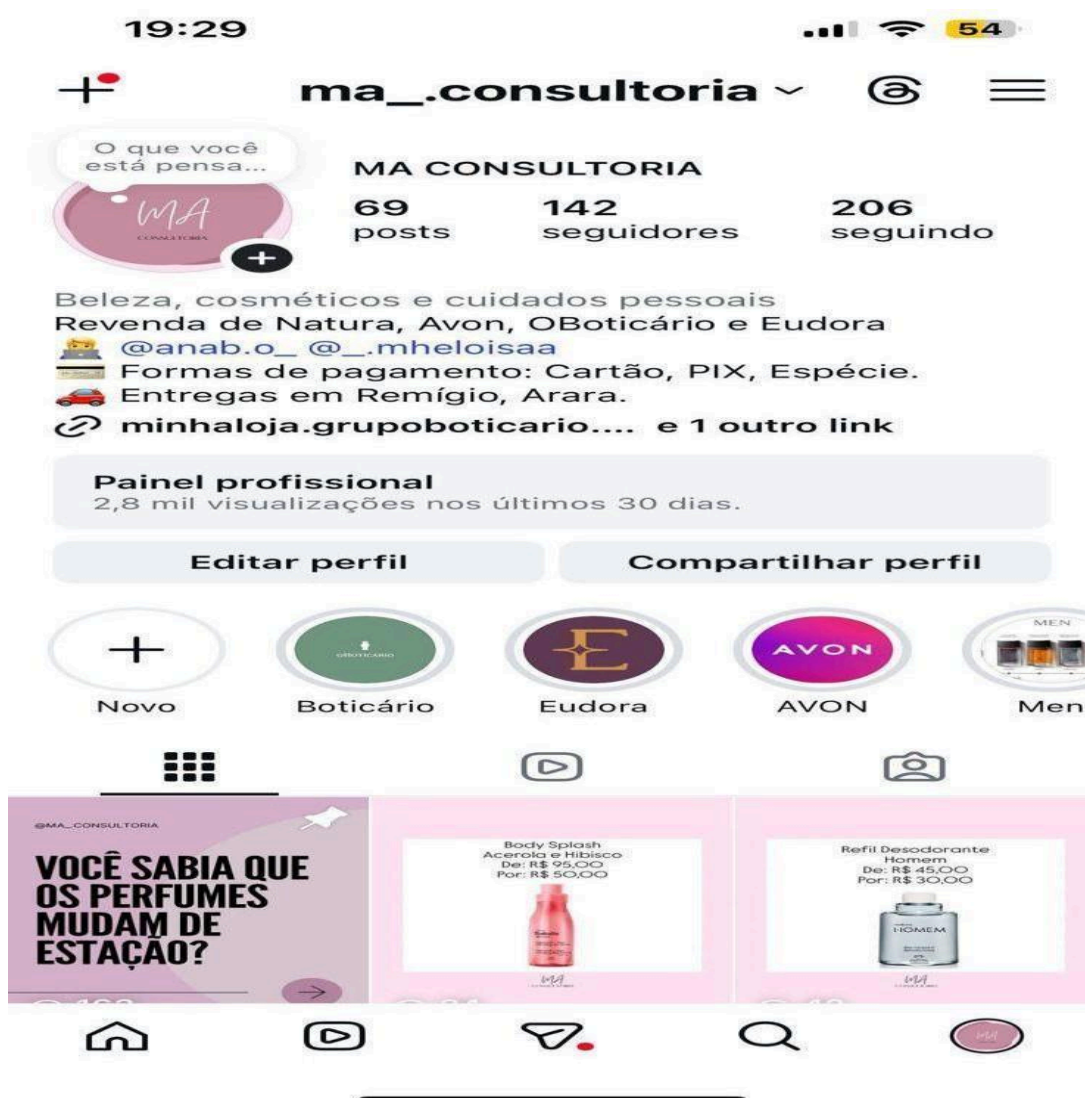 19:29
54
ma_.consultoria
O que você
está pensa...
MA CONSULTORIA
MA
CONSULTORIA
69
142
206
posts
seguidores
seguindo
Beleza, cosméticos e cuidados pessoais
Revenda de Natura, Avon, OBoticário e Eudora
@anab.o_ @_.mheloisaa
Formas de pagamento: Cartão, PIX, Espécie.
Entregas em Remígio, Arara.
minhaloja.grupoboticario.... e 1 outro link
Painel profissional
2,8 mil visualizações nos últimos 30 dias.
Editar perfil
Compartilhar perfil
oBOTICÁRIO
E
AVON
MEN
Novo
Boticário
Eudora
AVON
Men
@MA_CONSULTORIA
VOCÊ SABIA QUE
OS PERFUMES
MUDAM DE
ESTAÇÃO?
Body Splash
Acerola e Hibisco
De: R$ 95,00
Por: R$ 50,00
MA
Refil Desodorante
Homem
De: R$ 45,00
Por: R$ 30,00
HOMEM
MA